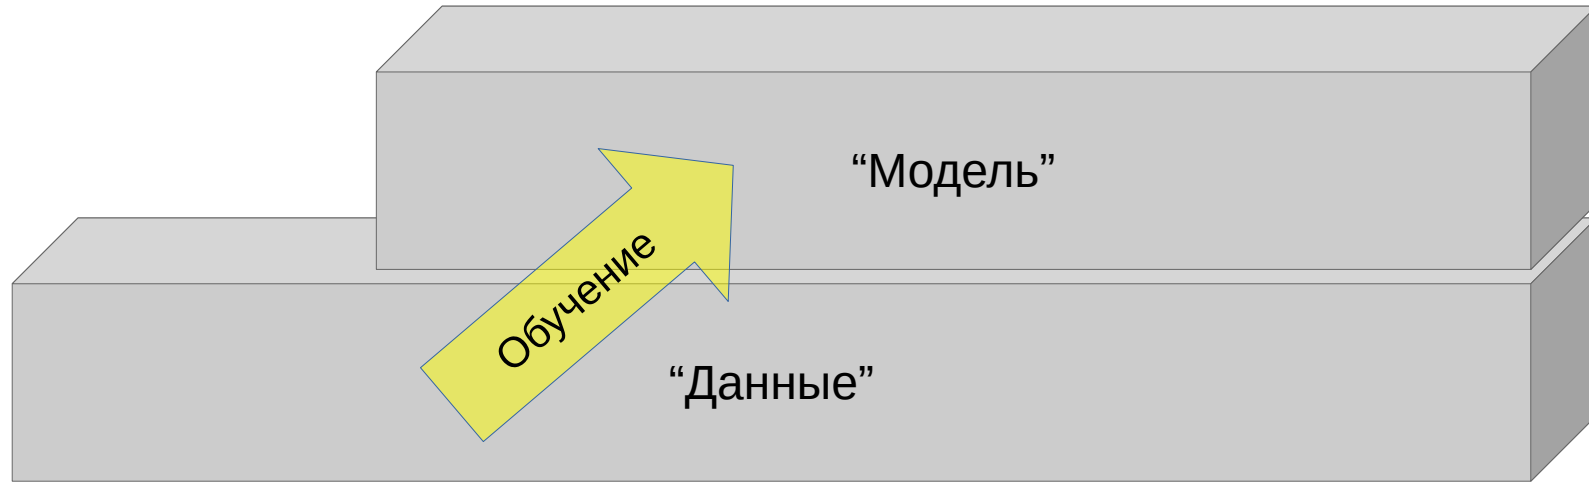 “Модель”
Обучение
“Данные”